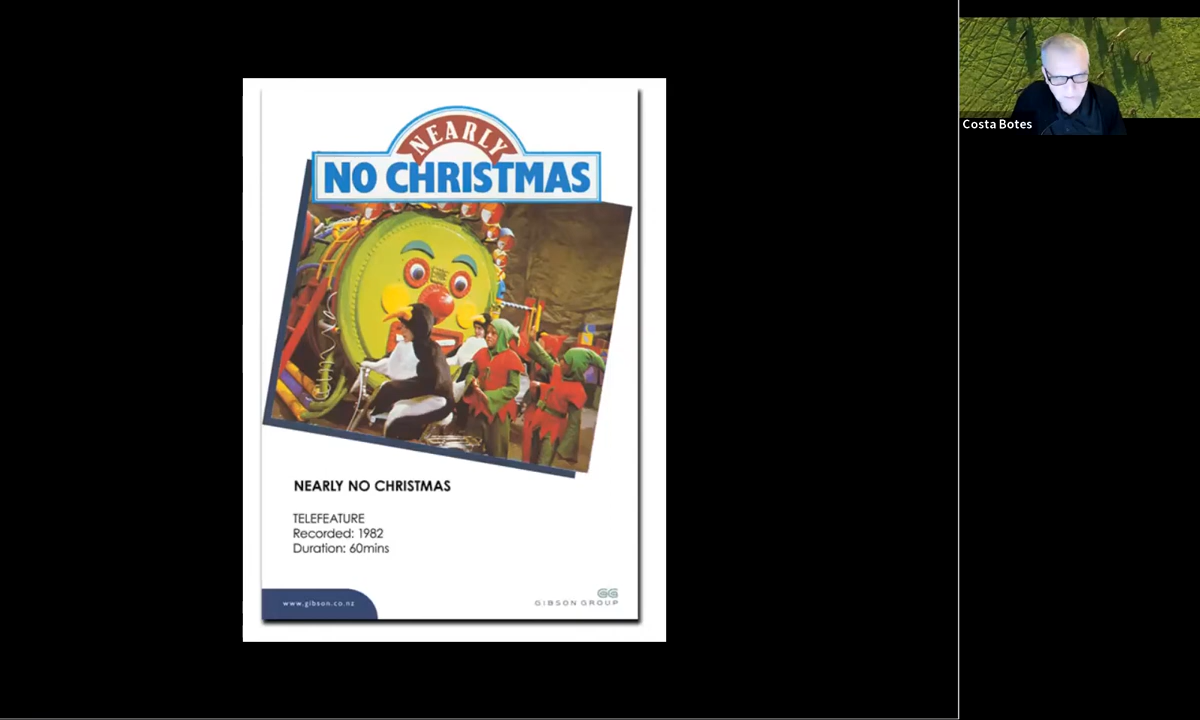 NEARLY
NO CHRISTMAS
NEARLY NO CHRISTMAS
TELEFEATURE
Recorded: 1982
Duration: 60mins
www.gibson.co.nz
GIBSON GROUP
Costa Botes